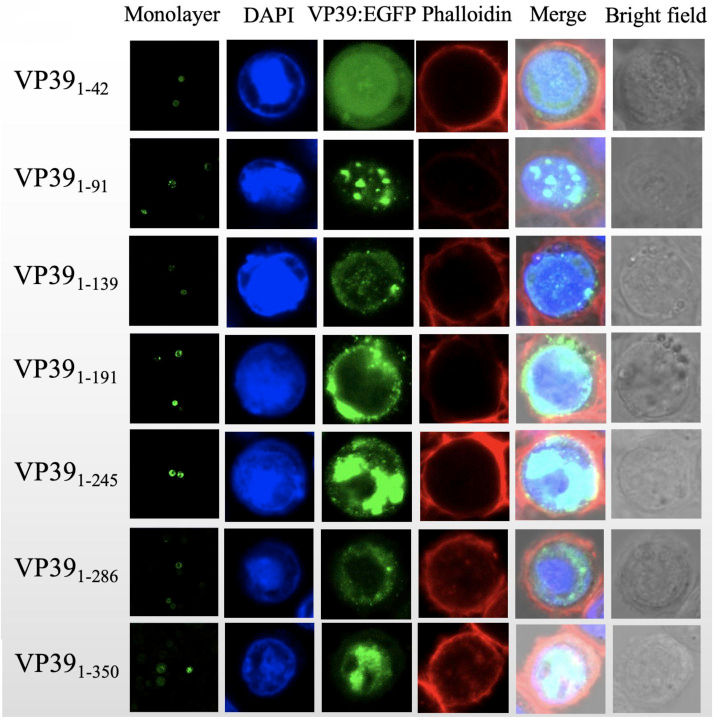 Monolayer DAPI VP39:EGFP Phalloidin Merge Bright field
VP39₁₋₄₂
VP39₁₋₉₁
VP39₁₋₁₃₉
VP39₁₋₁₉₁
VP39₁₋₂₄₅
VP39₁₋₂₈₆
VP39₁₋₃₅₀